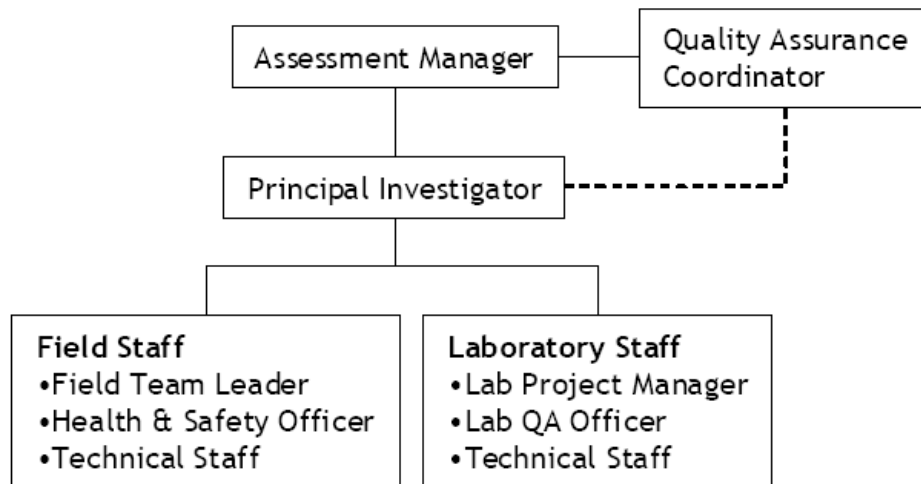 Assessment Manager
Quality Assurance
Coordinator
Principal Investigator
Field Staff
•Field Team Leader
•Health & Safety Officer
•Technical Staff
Laboratory Staff
•Lab Project Manager
•Lab QA Officer
•Technical Staff